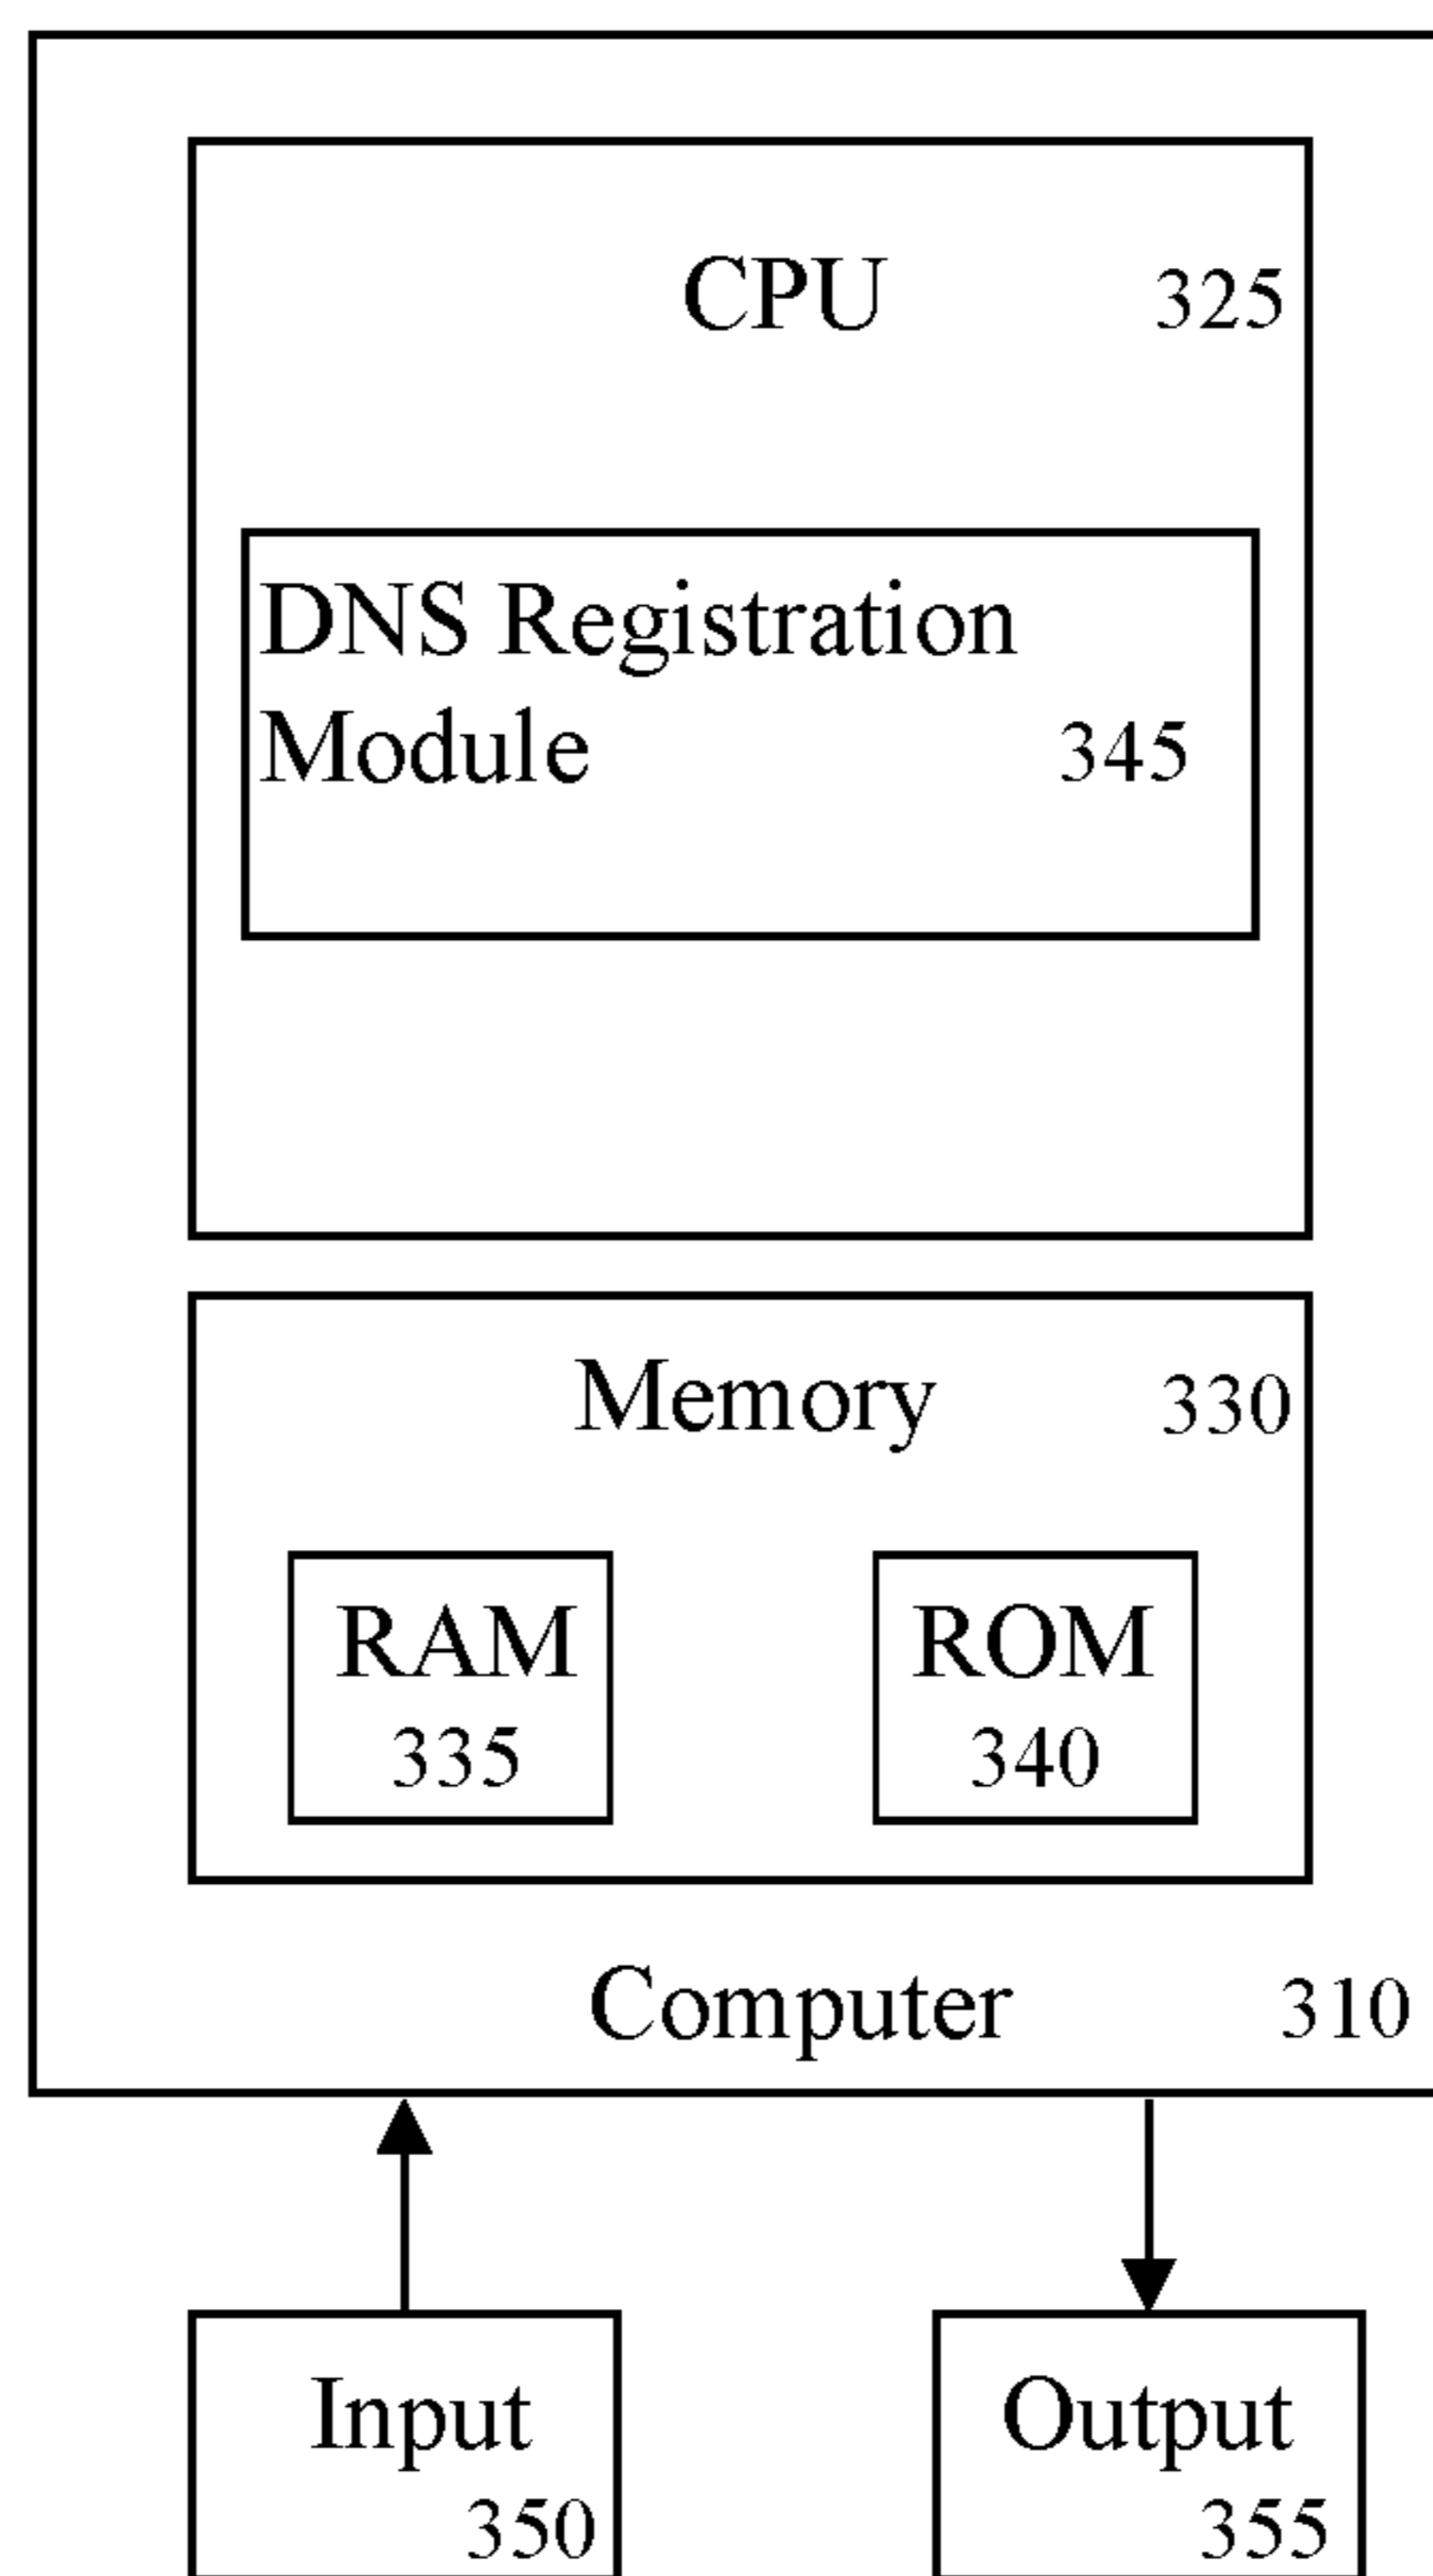 CPU 325
DNS Registration
Module 345
Memory 330
RAM
335
ROM
340
Computer 310
Input
350
Output
355